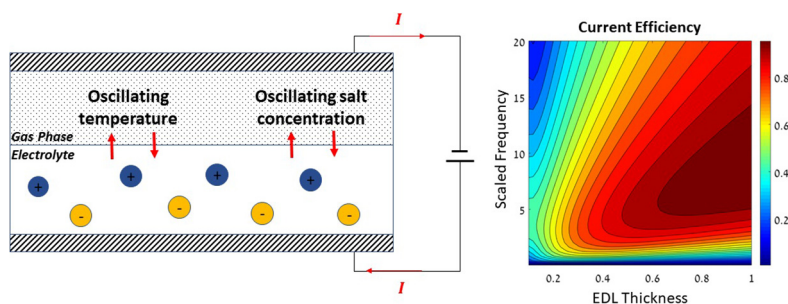 I
Oscillating
temperature
Oscillating salt
concentration
Gas Phase
Electrolyte
+
+
+
+
-
-
-
-
I
Current Efficiency
Scaled Frequency
20
15
10
5
0.2
0.4
0.6
0.8
1
EDL Thickness
0.8
0.6
0.4
0.2